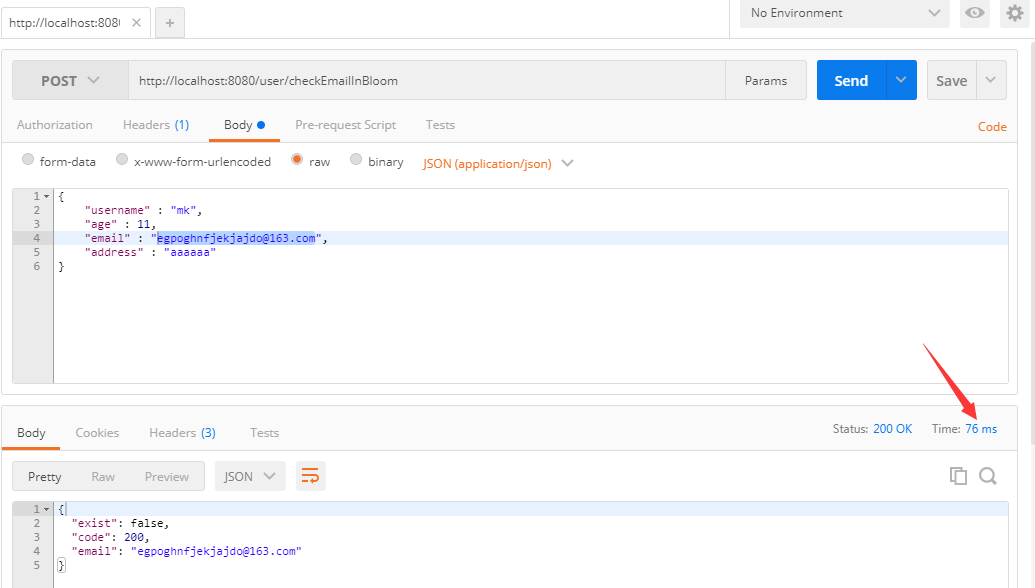 http://localhost:808
No Environment
POST http://localhost:8080/user/checkEmailInBloom Params Send Save
Authorization Headers (1) Body Pre-request Script Tests Code
form-data x-www-form-urlencoded raw binary JSON (application/json)
1 {
2 "username" : "mk",
3 "age" : 11,
4 "email" : "egpoghnfjekjajdo@163.com",
5 "address" : "aaaaaa"
6 }
Body Cookies Headers (3) Tests Status: 200 OK Time: 76 ms
Pretty Raw Preview JSON
1 {
2 "exist": false,
3 "code": 200,
4 "email": "egpoghnfjekjajdo@163.com"
5 }